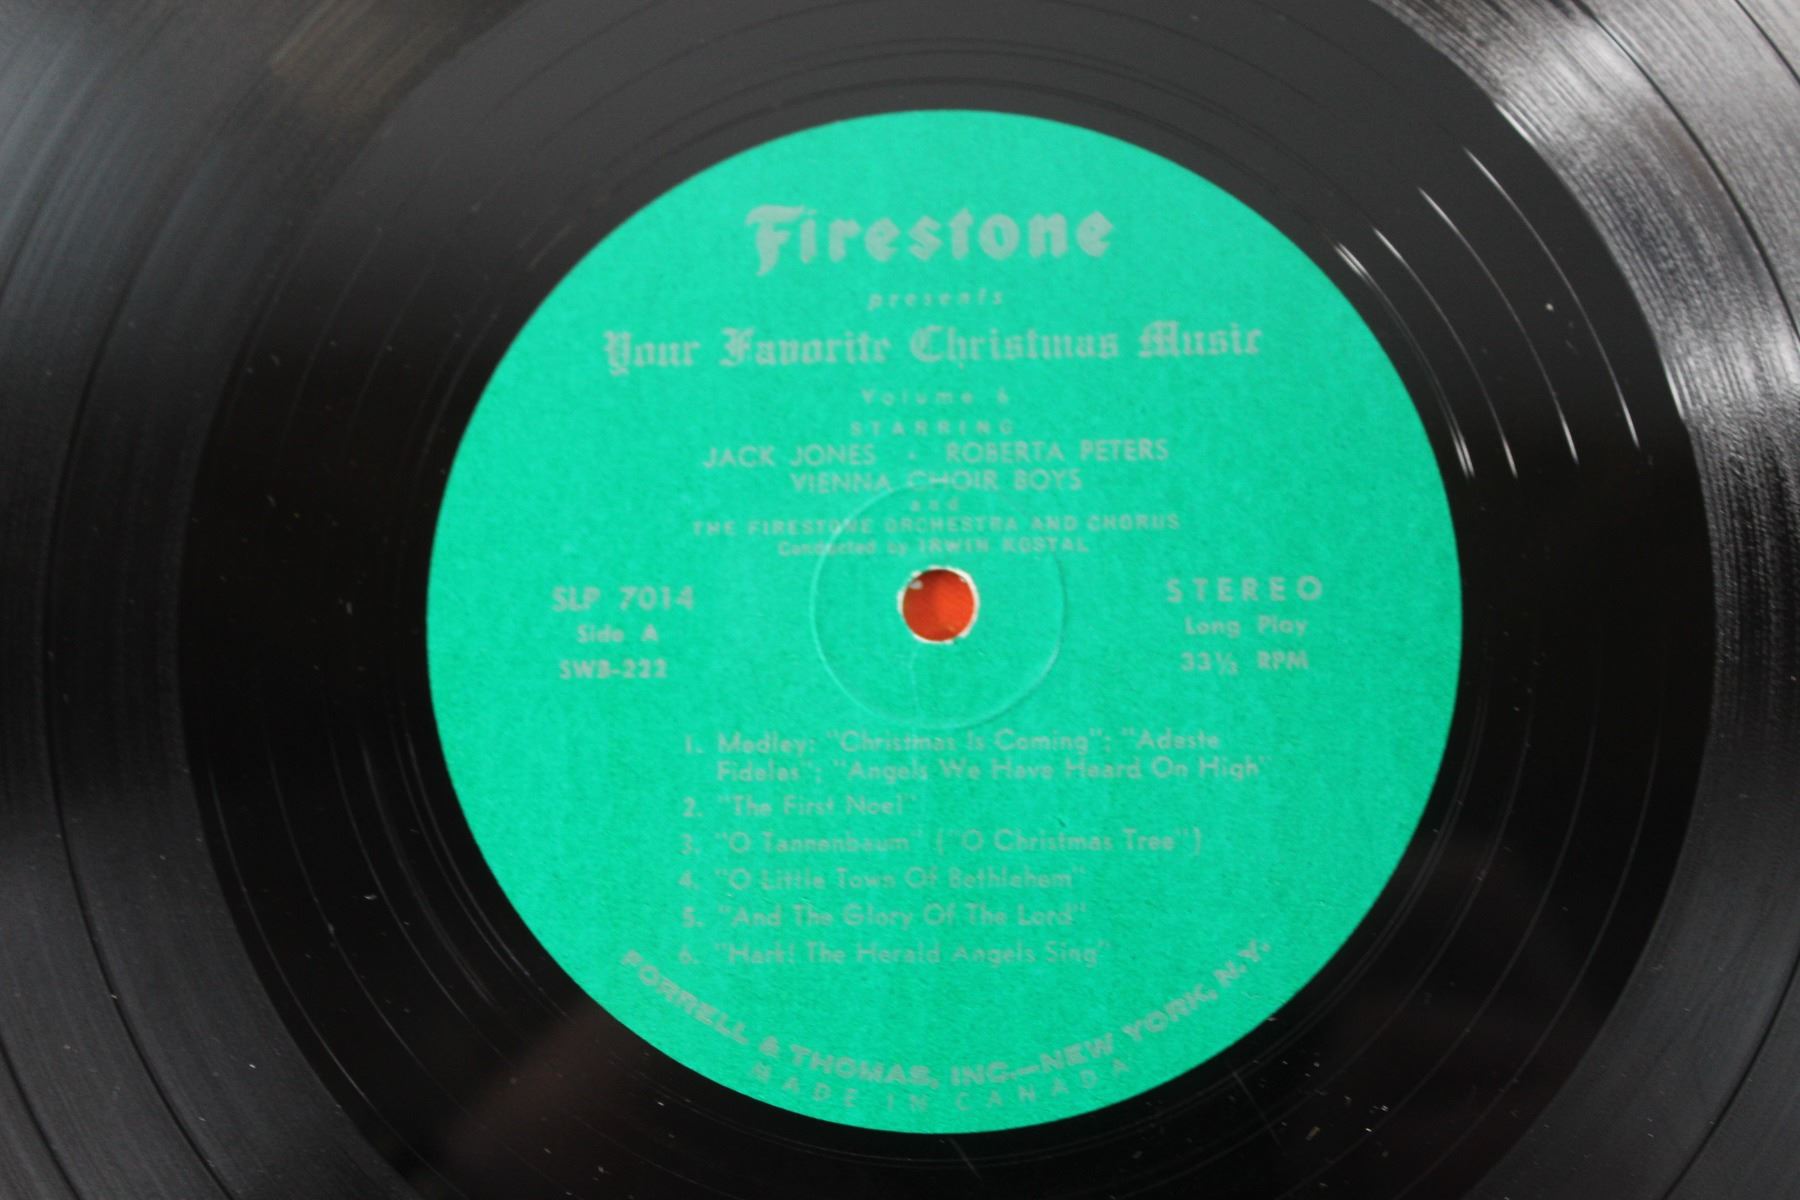 Firestone
presents
Your Favorite Christmas Music
Volume 6
STARRING
JACK JONES · ROBERTA PETERS
VIENNA CHOIR BOYS
and
THE FIRESTONE ORCHESTRA AND CHORUS
Conducted by IRWIN KOSTAL
SLP 7014
Side A
SWB-222
STEREO
Long Play
33⅓ RPM
1. Medley: "Christmas Is Coming"; "Adeste
Fideles"; "Angels We Have Heard On High"
2. "The First Noel"
3. "O Tannenbaum" ("O Christmas Tree")
4. "O Little Town Of Bethlehem"
5. "And The Glory Of The Lord"
6. "Hark! The Herald Angels Sing"
FORRELL & THOMAS, INC.—NEW YORK, N.Y.
MADE IN CANADA